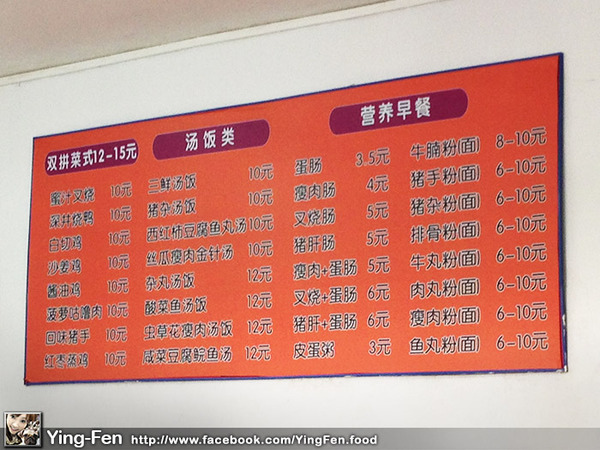 双拼菜式12-15元
蜜汁叉烧 10元
深井烧鸭 10元
白切鸡 10元
沙姜鸡 10元
酱油鸡 10元
菠萝咕噜肉 10元
回味猪手 10元
红枣蒸鸡 10元
汤饭类
三鲜汤饭 10元
猪杂汤饭 10元
西红柿豆腐鱼丸汤 10元
丝瓜瘦肉金针汤 10元
杂丸汤饭 12元
酸菜鱼汤饭 12元
虫草花瘦肉汤饭 12元
咸菜豆腐鲩鱼汤 12元
营养早餐
蛋肠 3.5元
瘦肉肠 4元
叉烧肠 5元
猪肝肠 5元
瘦肉+蛋肠 5元
叉烧+蛋肠 6元
猪肝+蛋肠 6元
皮蛋粥 3元
牛腩粉(面) 8-10元
猪手粉(面) 6-10元
猪杂粉(面) 6-10元
排骨粉(面) 6-10元
牛丸粉(面) 6-10元
肉丸粉(面) 6-10元
瘦肉粉(面) 6-10元
鱼丸粉(面) 6-10元
Ying-Fen http://www.facebook.com/YingFen.food